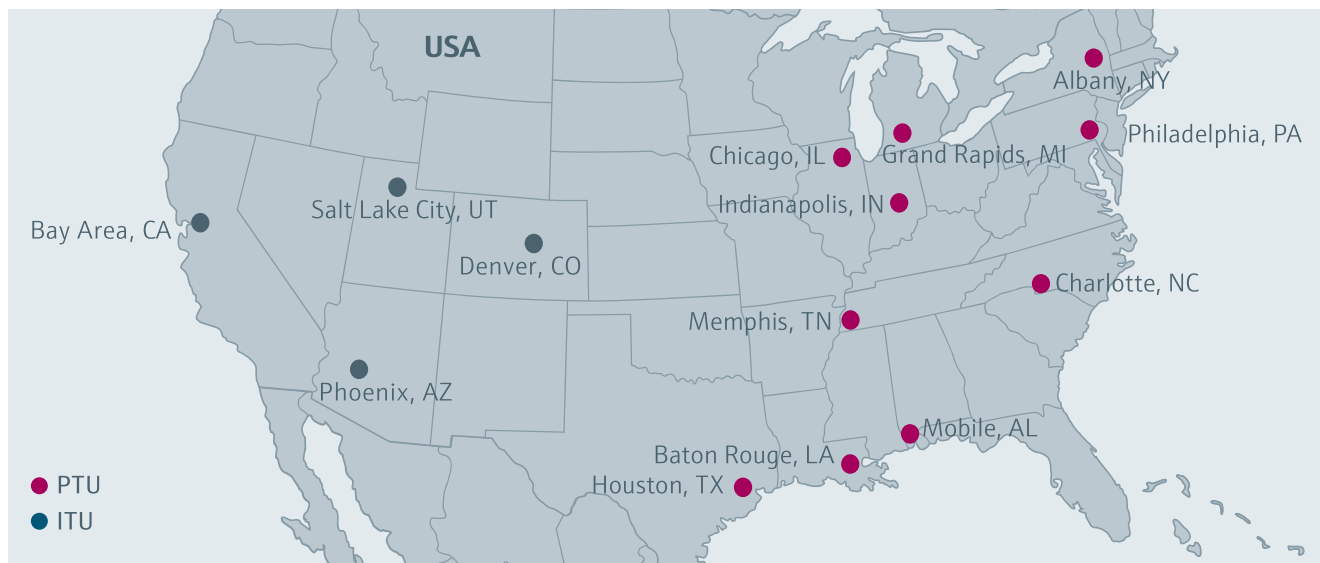 USA
Albany, NY
Philadelphia, PA
Chicago, IL
Grand Rapids, MI
Indianapolis, IN
Salt Lake City, UT
Bay Area, CA
Denver, CO
Charlotte, NC
Memphis, TN
Phoenix, AZ
Mobile, AL
Baton Rouge, LA
Houston, TX
PTU
ITU